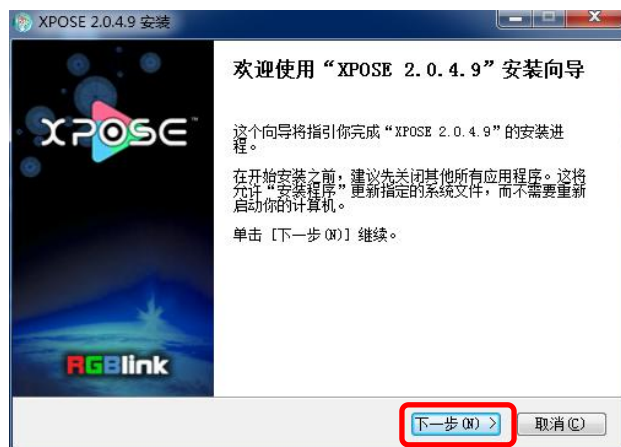 XPOSE 2.0.4.9 安装
欢迎使用“XPOSE 2.0.4.9”安装向导
XPOSE™
这个向导将指引你完成“XPOSE 2.0.4.9”的安装进
程。
在开始安装之前，建议先关闭其他所有应用程序。这将
允许“安装程序”更新指定的系统文件，而不需要重新
启动你的计算机。
单击 [下一步(N)] 继续。
RGBlink
下一步(N) >
取消(C)